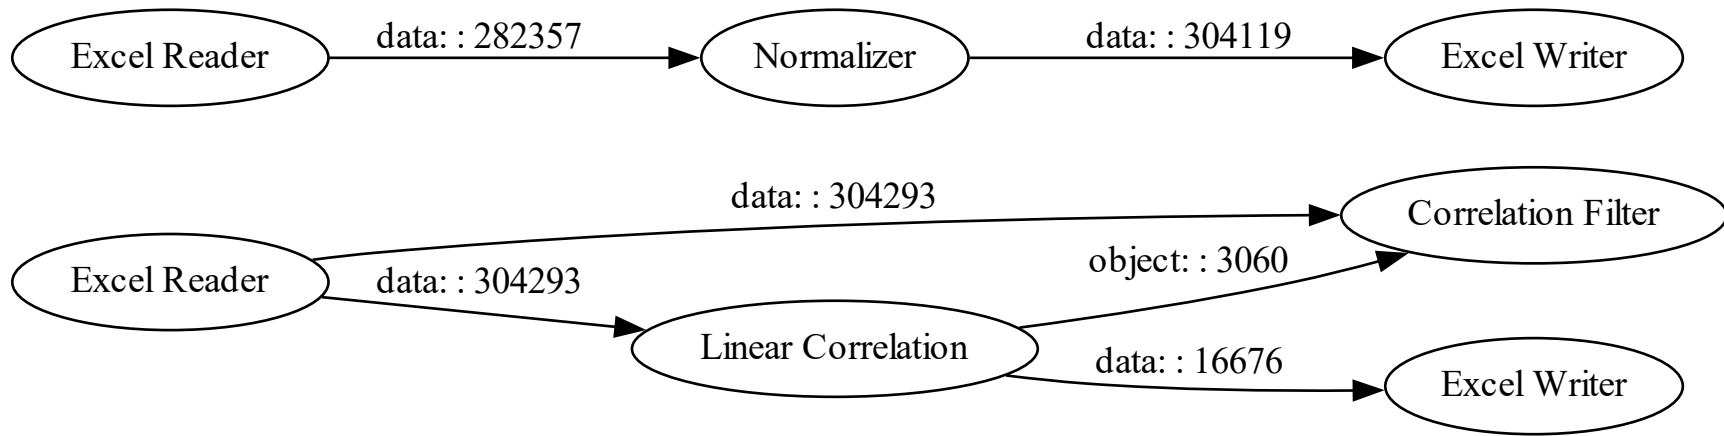 Excel Reader
data: : 282357
Normalizer
data: : 304119
Excel Writer
data: : 304293
Correlation Filter
Excel Reader
data: : 304293
object: : 3060
Linear Correlation
data: : 16676
Excel Writer